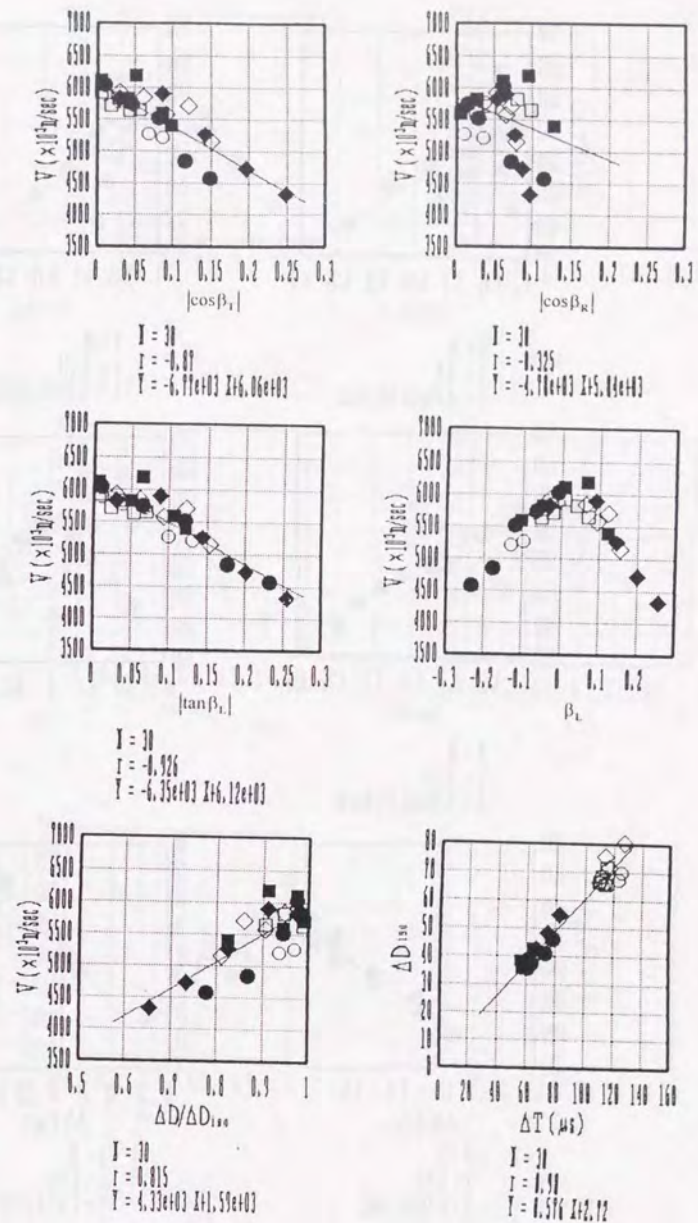 7000
6500
6000
5500
5000
4500
4000
3500
V (×10³m/sec)
0 0.05 0.1 0.15 0.2 0.25 0.3
|cosβT|
N = 30
r = -0.89
Y = -6.79e+03 X+6.06e+03
7000
6500
6000
5500
5000
4500
4000
3500
V (×10³m/sec)
0 0.05 0.1 0.15 0.2 0.25 0.3
|cosβR|
N = 30
r = -0.325
Y = -4.78e+03 X+5.84e+03
7000
6500
6000
5500
5000
4500
4000
3500
V (×10³m/sec)
0 0.05 0.1 0.15 0.2 0.25 0.3
|tanβL|
N = 30
r = -0.926
Y = -6.35e+03 X+6.12e+03
7000
6500
6000
5500
5000
4500
4000
3500
V (×10³m/sec)
-0.3 -0.2 -0.1 0 0.1 0.2 0.3
βL
7000
6500
6000
5500
5000
4500
4000
3500
V (×10³m/sec)
0.5 0.6 0.7 0.8 0.9 1
ΔD/ΔDiso
N = 30
r = 0.815
Y = 4.33e+03 X+1.59e+03
80
70
60
50
40
30
20
10
0
ΔDiso
0 20 40 60 80 100 120 140 160
ΔT (μs)
N = 30
r = 0.98
Y = 0.576 X+2.72